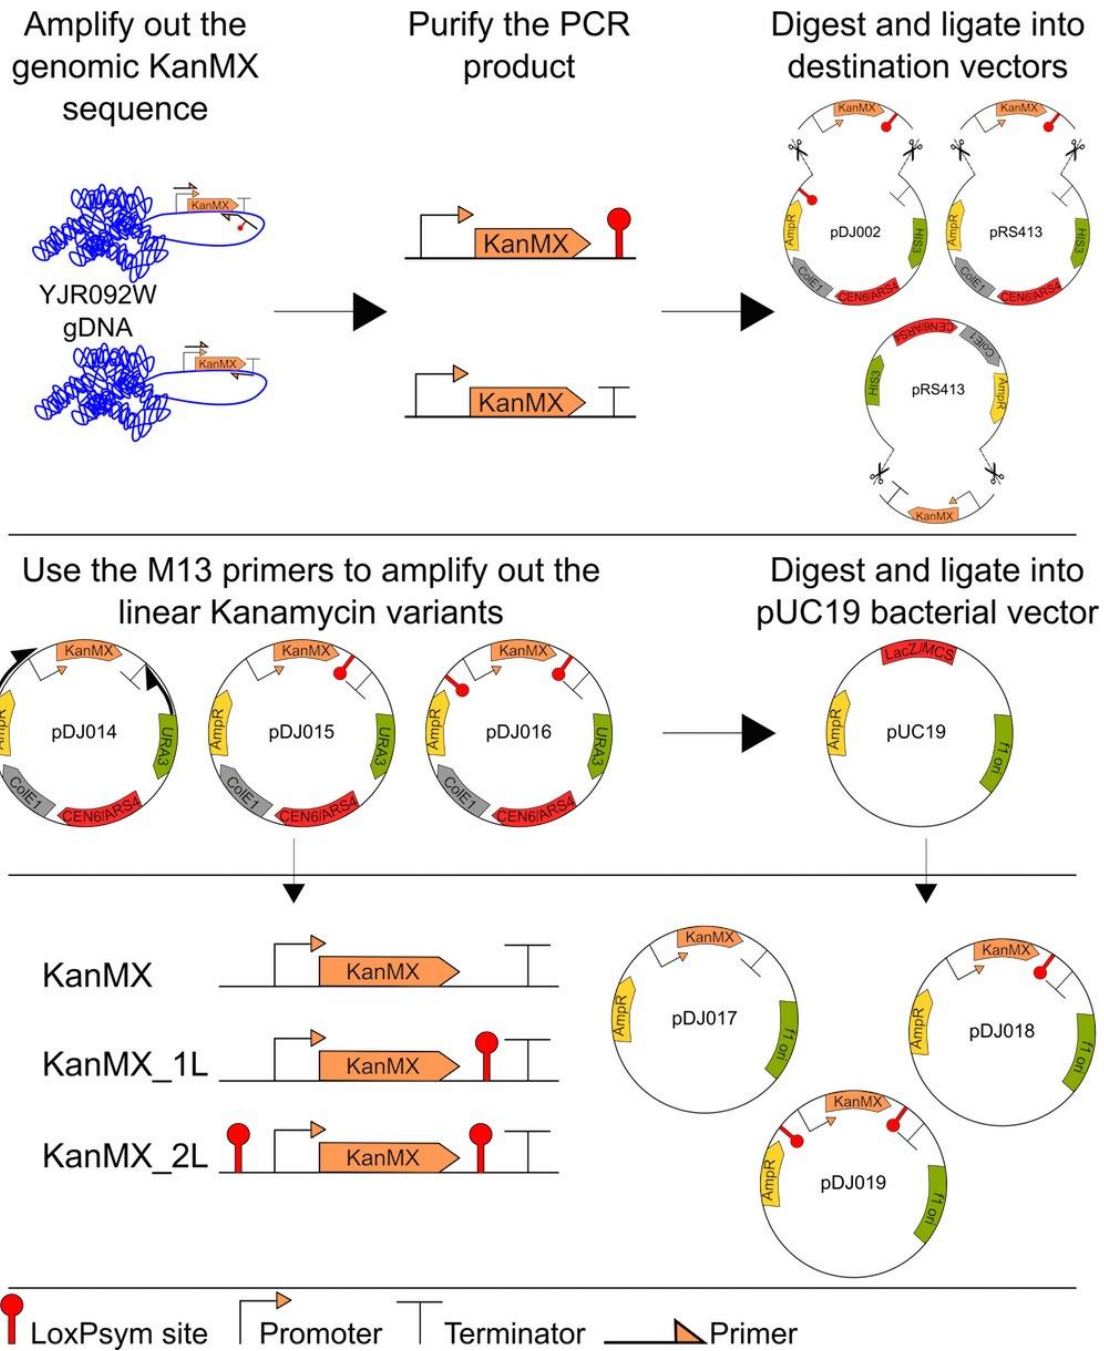 Amplify out the
genomic KanMX
sequence
Purify the PCR
product
Digest and ligate into
destination vectors
KanMX
YJR092W
gDNA
KanMX
KanMX
KanMX
KanMX
AmpR
pDJ002
HIS3
ColE1
CEN6/ARS4
KanMX
AmpR
pRS413
HIS3
ColE1
CEN6/ARS4
CEN6/ARS4
ColE1
HIS3
pRS413
AmpR
KanMX
Use the M13 primers to amplify out the
linear Kanamycin variants
Digest and ligate into
pUC19 bacterial vector
KanMX
AmpR
pDJ014
URA3
ColE1
CEN6/ARS4
KanMX
AmpR
pDJ015
URA3
ColE1
CEN6/ARS4
KanMX
AmpR
pDJ016
URA3
ColE1
CEN6/ARS4
LacZ/MCS
AmpR
pUC19
f1 ori
KanMX
KanMX
KanMX_1L
KanMX
KanMX_2L
KanMX
KanMX
AmpR
pDJ017
f1 ori
KanMX
AmpR
pDJ018
f1 ori
KanMX
AmpR
pDJ019
f1 ori
LoxPsym site
Promoter
Terminator
Primer